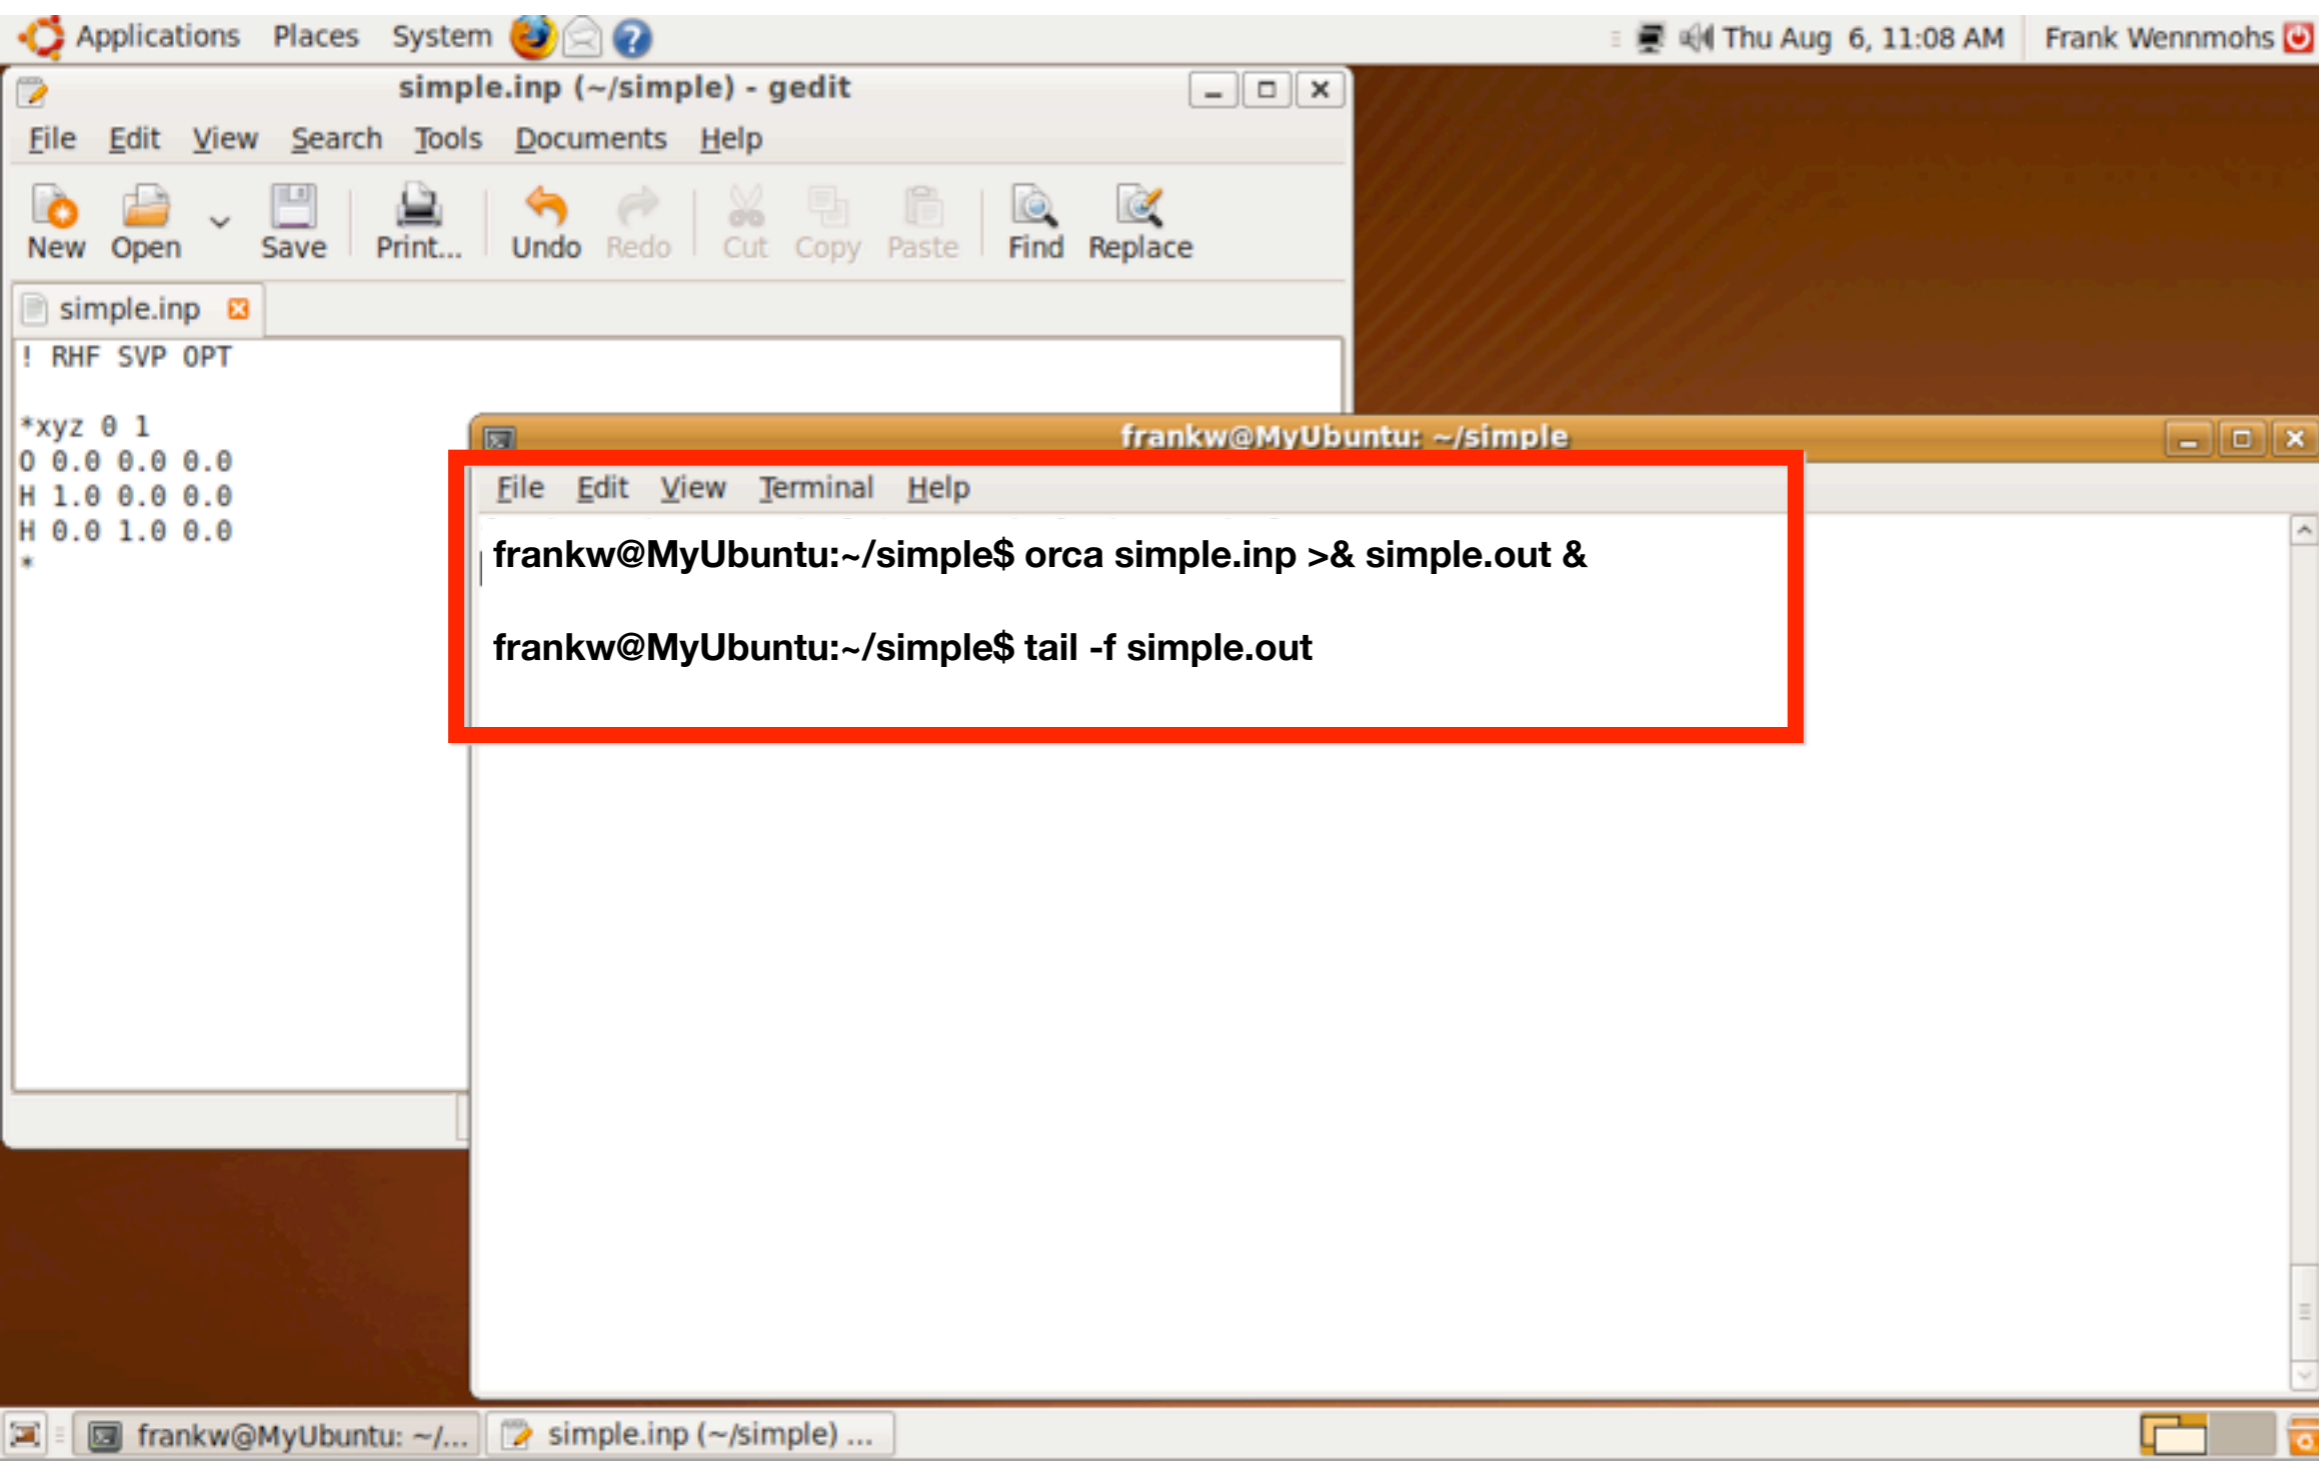 Applications Places System Thu Aug 6, 11:08 AM Frank Wennmohs
simple.inp (~/simple) - gedit
File Edit View Search Tools Documents Help
New Open Save Print... Undo Redo Cut Copy Paste Find Replace
simple.inp
! RHF SVP OPT
*xyz 0 1
O 0.0 0.0 0.0
H 1.0 0.0 0.0
H 0.0 1.0 0.0
*
frankw@MyUbuntu: ~/simple
File Edit View Terminal Help
frankw@MyUbuntu:~/simple$ orca simple.inp >& simple.out &
frankw@MyUbuntu:~/simple$ tail -f simple.out
frankw@MyUbuntu: ~/... simple.inp (~/simple) ...